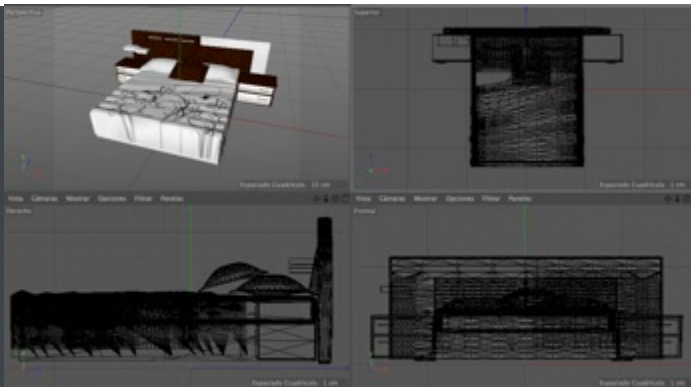 Perspectiva
Superior
Espaciado Cuadrícula : 10 cm
Espaciado Cuadrícula : 1 cm
Vista Cámaras Mostrar Opciones Filtrar Paneles
Vista Cámaras Mostrar Opciones Filtrar Paneles
Derecha
Frontal
Espaciado Cuadrícula : 1 cm
Espaciado Cuadrícula : 1 cm